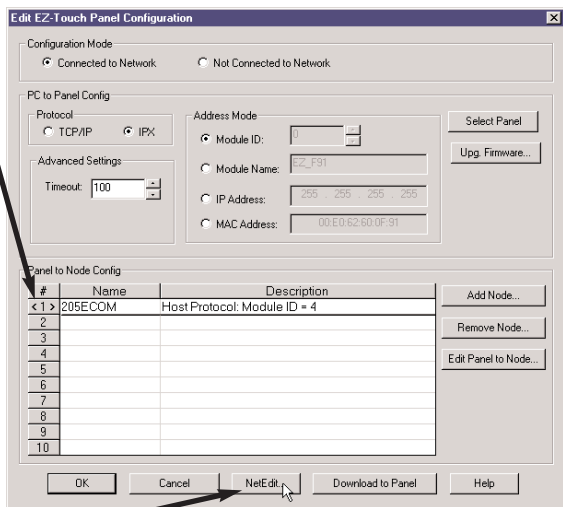 Edit EZ-Touch Panel Configuration
Configuration Mode
Connected to Network Not Connected to Network
PC to Panel Config
Protocol
TCP/IP IPX
Advanced Settings
Timeout: 100
Address Mode
Module ID: 0
Module Name: EZ_F91
IP Address: 255 . 255 . 255 . 255
MAC Address: 00:E0:62:60:0F:91
Select Panel
Upg. Firmware...
Panel to Node Config
# Name Description
<1> 205ECOM Host Protocol: Module ID = 4
2
3
4
5
6
7
8
9
10
Add Node...
Remove Node...
Edit Panel to Node...
OK Cancel NetEdit... Download to Panel Help